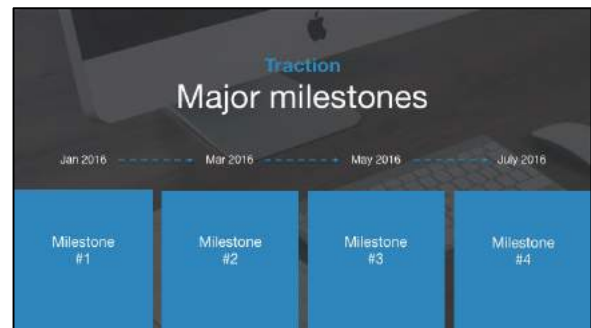 Traction
Major milestones
Jan 2016 Mar 2016 May 2016 July 2016
Milestone
#1
Milestone
#2
Milestone
#3
Milestone
#4